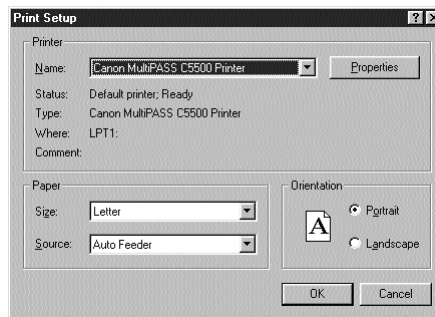 Print Setup
Printer
Name: Canon MultiPASS C5500 Printer Properties
Status: Default printer; Ready
Type: Canon MultiPASS C5500 Printer
Where: LPT1:
Comment:
Paper Orientation
Size: Letter Portrait
A
Source: Auto Feeder Landscape
OK Cancel